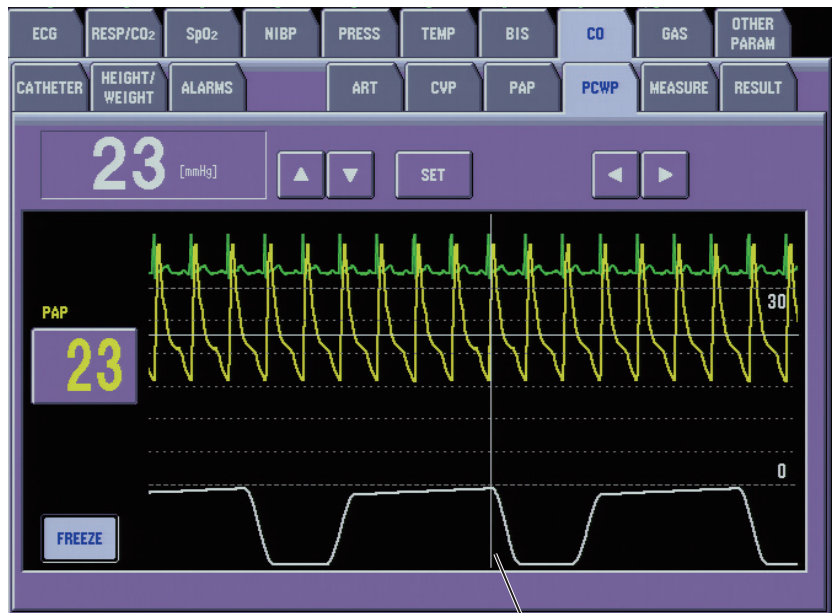 ECG RESP/CO2 SpO2 NIBP PRESS TEMP BIS CO GAS OTHER PARAM
CATHETER HEIGHT/ WEIGHT ALARMS ART CVP PAP PCWP MEASURE RESULT
23 [mmHg] SET
30
PAP
23
0
FREEZE